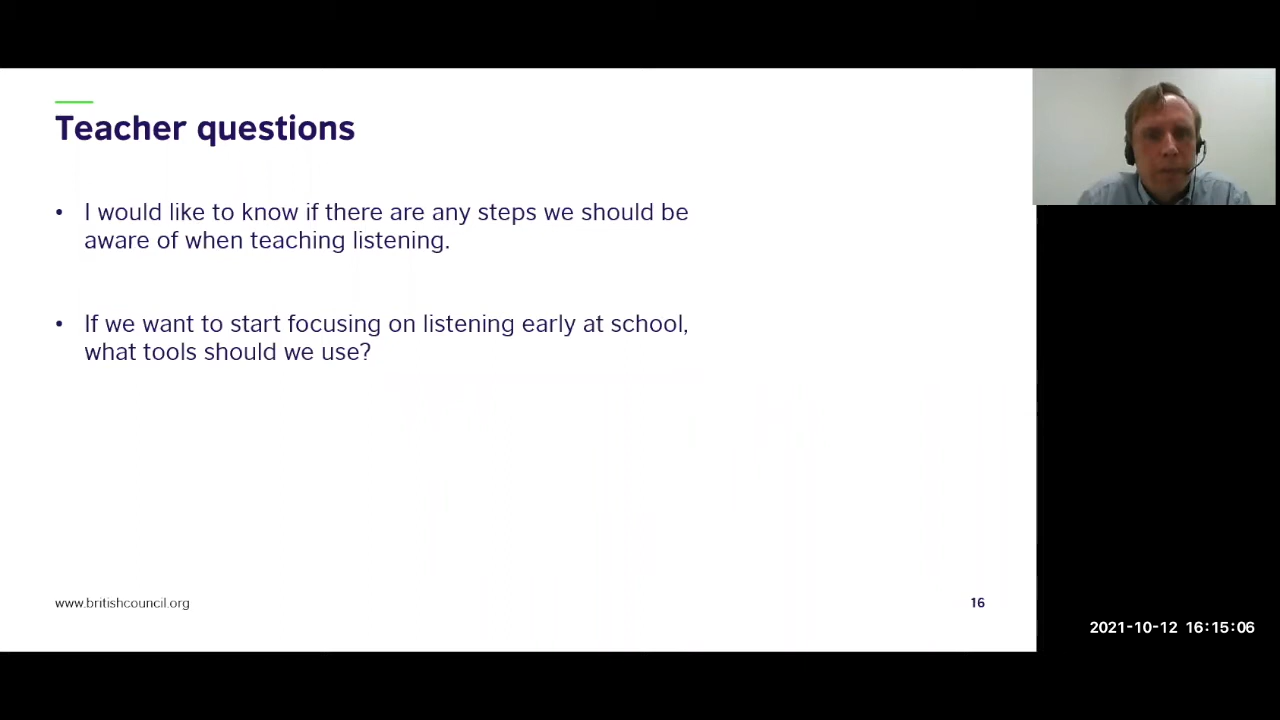 Teacher questions
• I would like to know if there are any steps we should be
aware of when teaching listening.
• If we want to start focusing on listening early at school,
what tools should we use?
www.britishcouncil.org
16
2021-10-12 16:15:06